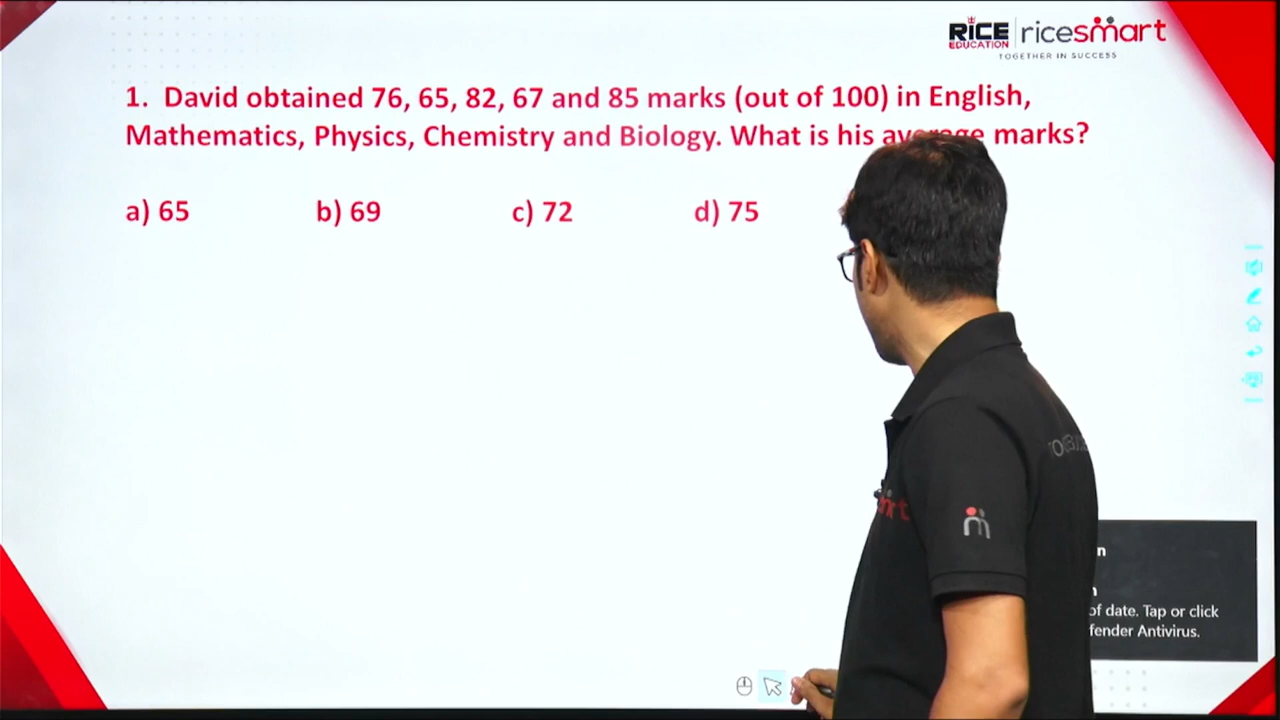 RICE EDUCATION ricesmart
TOGETHER IN SUCCESS
1. David obtained 76, 65, 82, 67 and 85 marks (out of 100) in English,
Mathematics, Physics, Chemistry and Biology. What is his average marks?
a) 65 b) 69 c) 72 d) 75
of date. Tap or click
fender Antivirus.